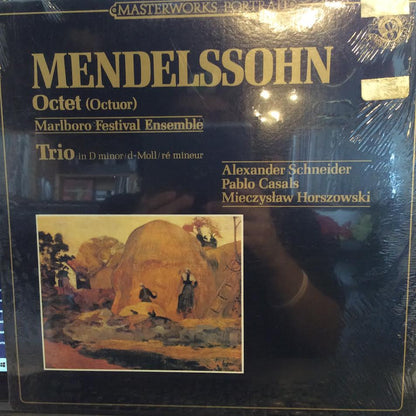 MASTERWORKS PORTRAIT
MENDELSSOHN
Octet (Octuor)
Marlboro Festival Ensemble
Trio in D minor/d-Moll/ré mineur
Alexander Schneider
Pablo Casals
Mieczysław Horszowski